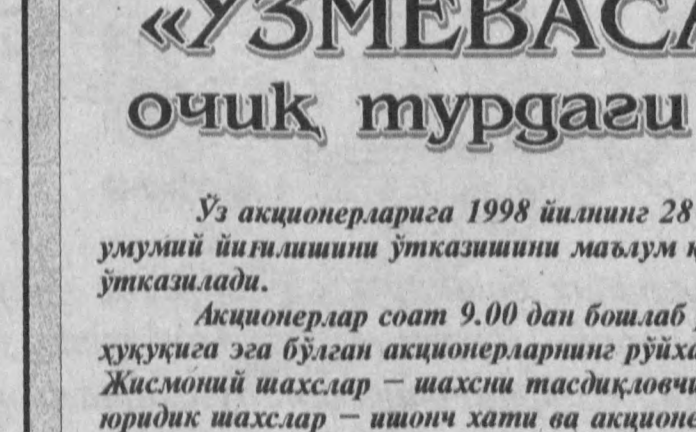 «ЎЗМЕВАСА
очиқ турдаги
Ўз акционерларига 1998 йилнинг 28
умумий йиғилишини ўтказишини маълум қ
ўтказилади.
Акционерлар соат 9.00 дан бошлаб
ҳуқуқига эга бўлган акционерларнинг рўйха
Жисмоний шахслар — шахсни тасдиқловчи
юридик шахслар — ишонч хати ва акционе